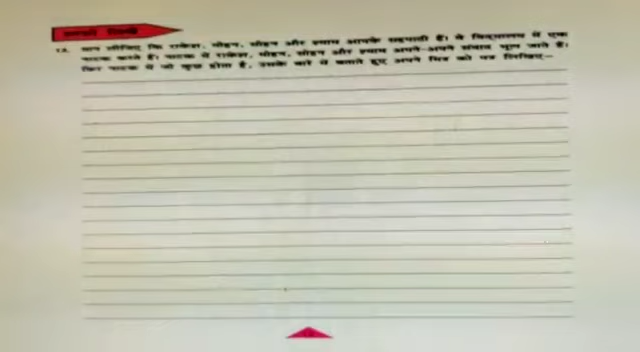 १३. मान लीजिए कि राकेश, मोहन, सोहन और श्याम आपके सहपाठी हैं। वे विद्यालय में एक
नाटक करते हैं। नाटक में राकेश, मोहन, सोहन और श्याम अपने-अपने संवाद भूल जाते हैं।
फिर नाटक में जो कुछ होता है, उसके बारे में बताते हुए अपने मित्र को पत्र लिखिए—